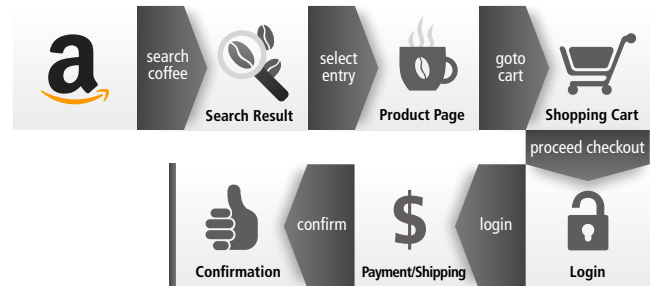 a
search
coffee
Search Result
select
entry
Product Page
goto
cart
Shopping Cart
proceed checkout
Login
login
$
Payment/Shipping
confirm
Confirmation